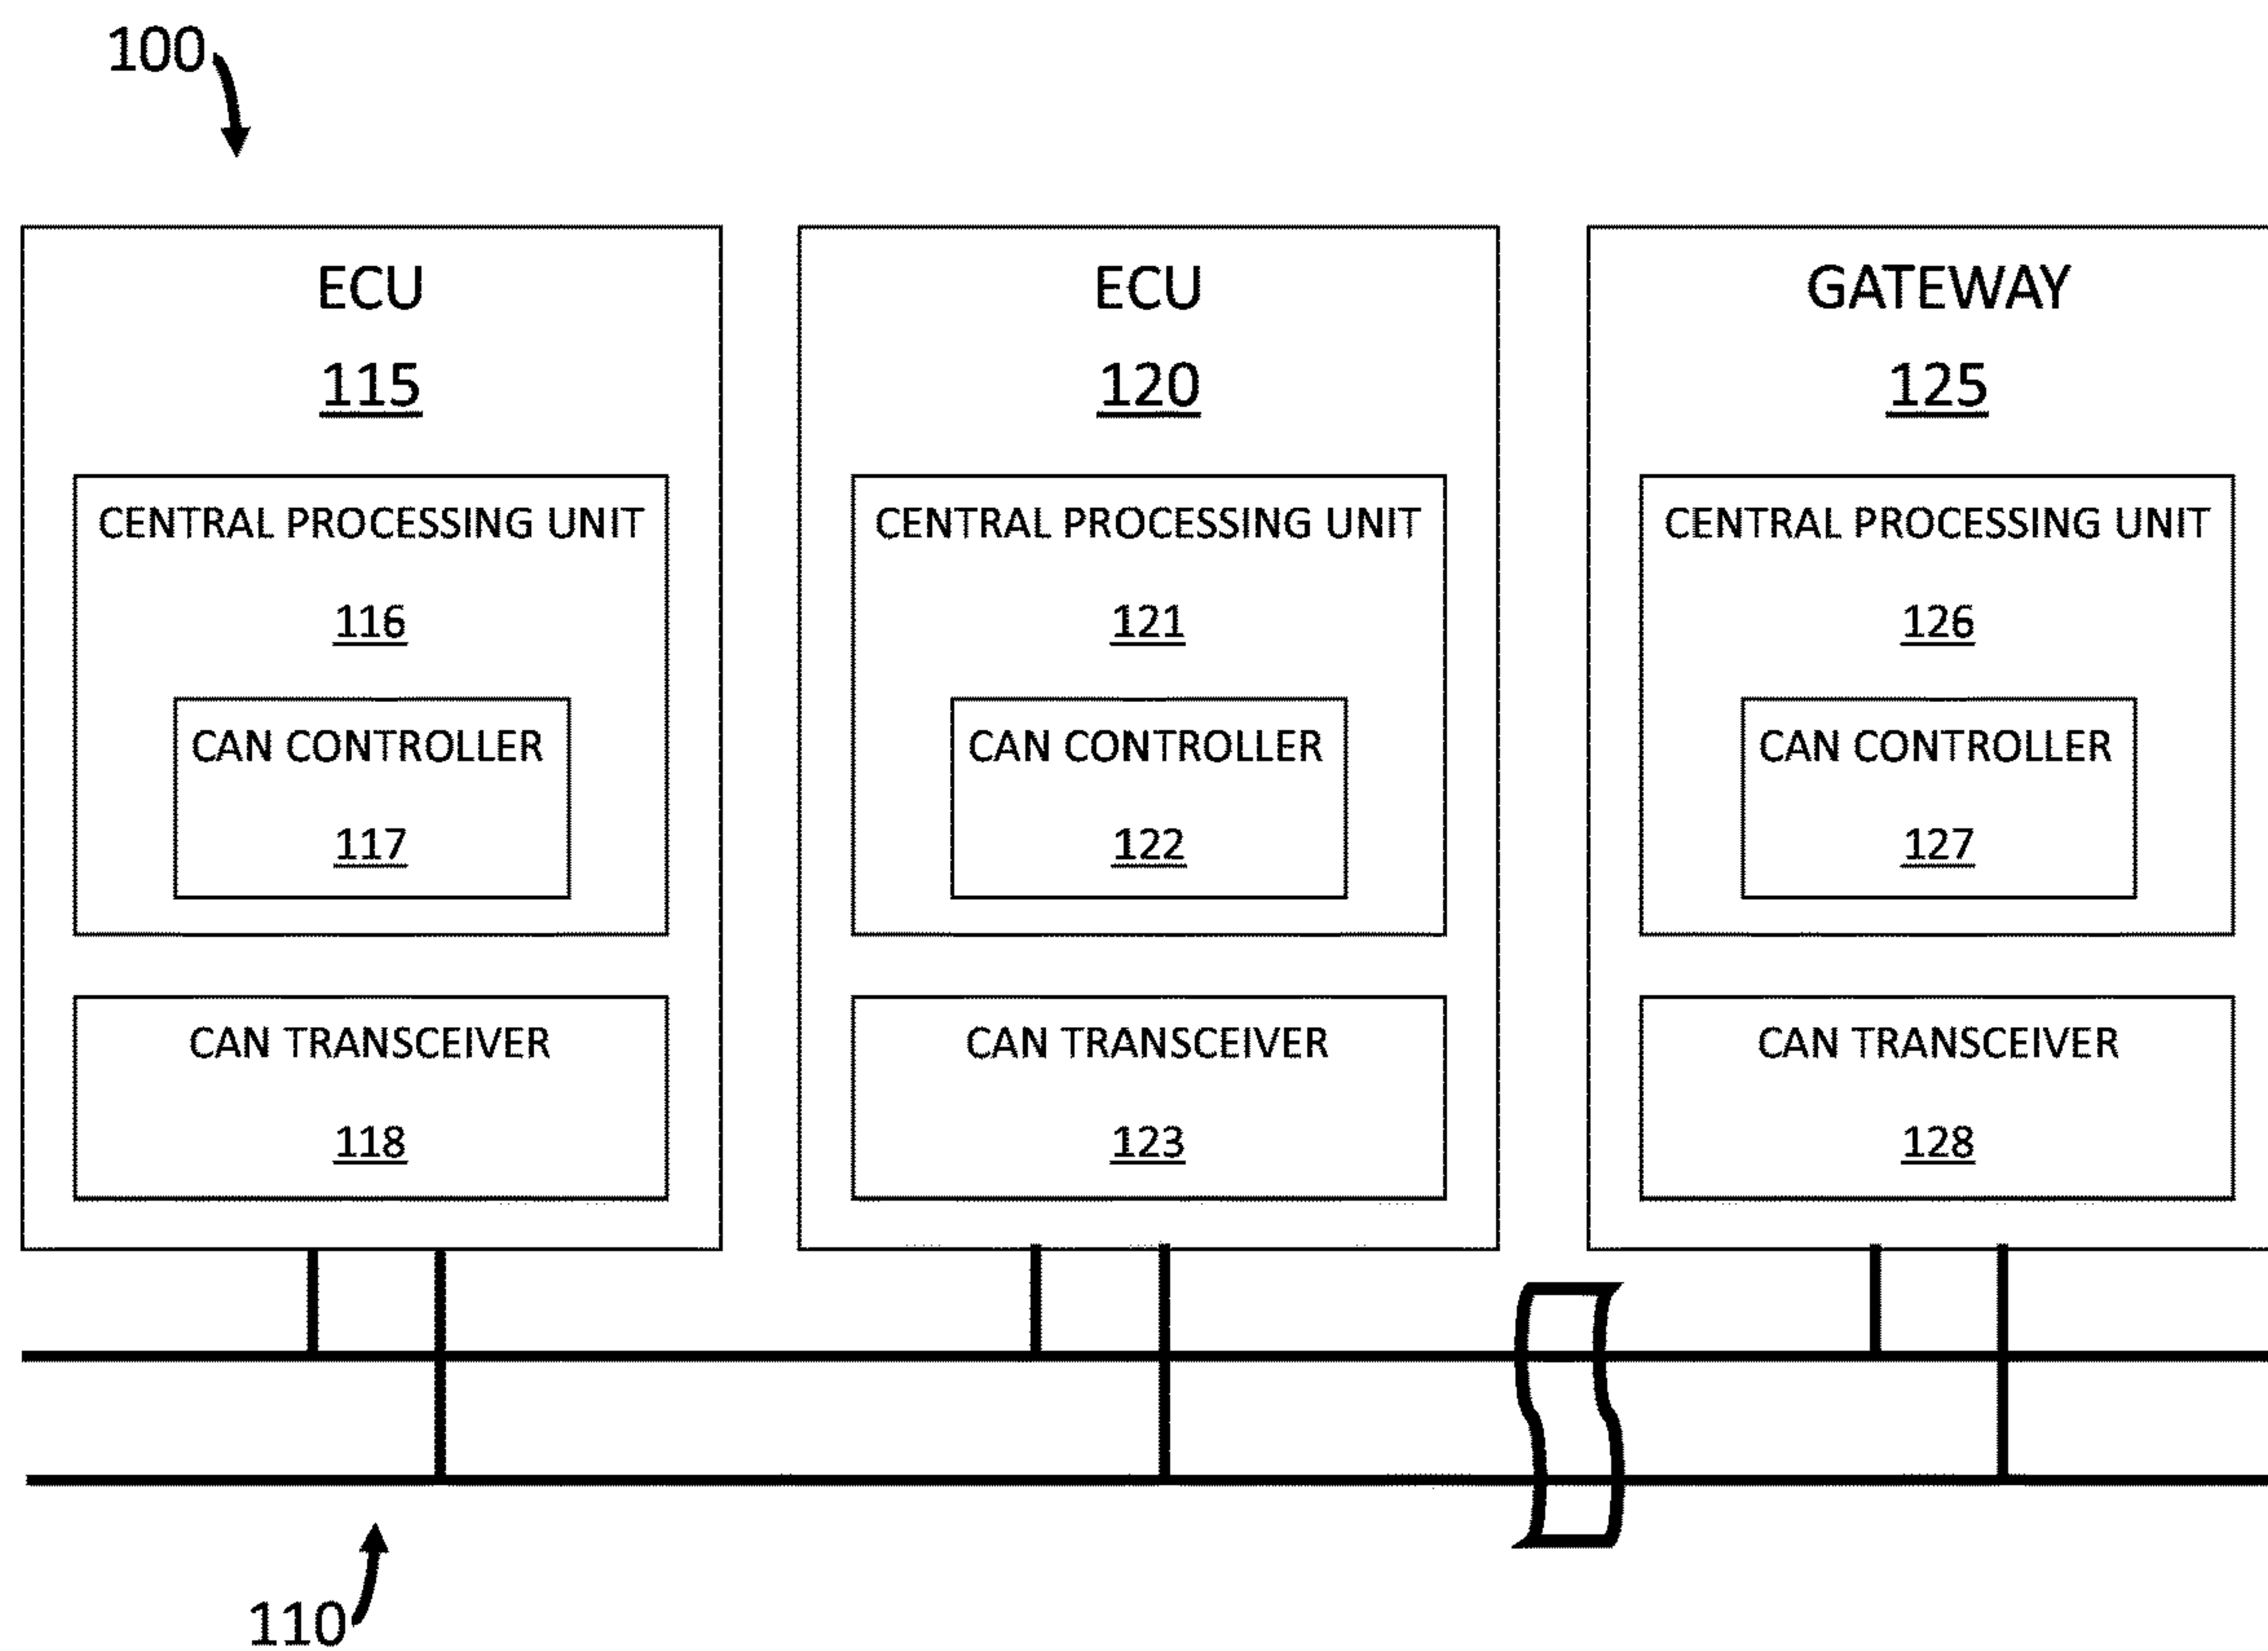 100
ECU
115
CENTRAL PROCESSING UNIT
116
CAN CONTROLLER
117
CAN TRANSCEIVER
118
ECU
120
CENTRAL PROCESSING UNIT
121
CAN CONTROLLER
122
CAN TRANSCEIVER
123
GATEWAY
125
CENTRAL PROCESSING UNIT
126
CAN CONTROLLER
127
CAN TRANSCEIVER
128
110